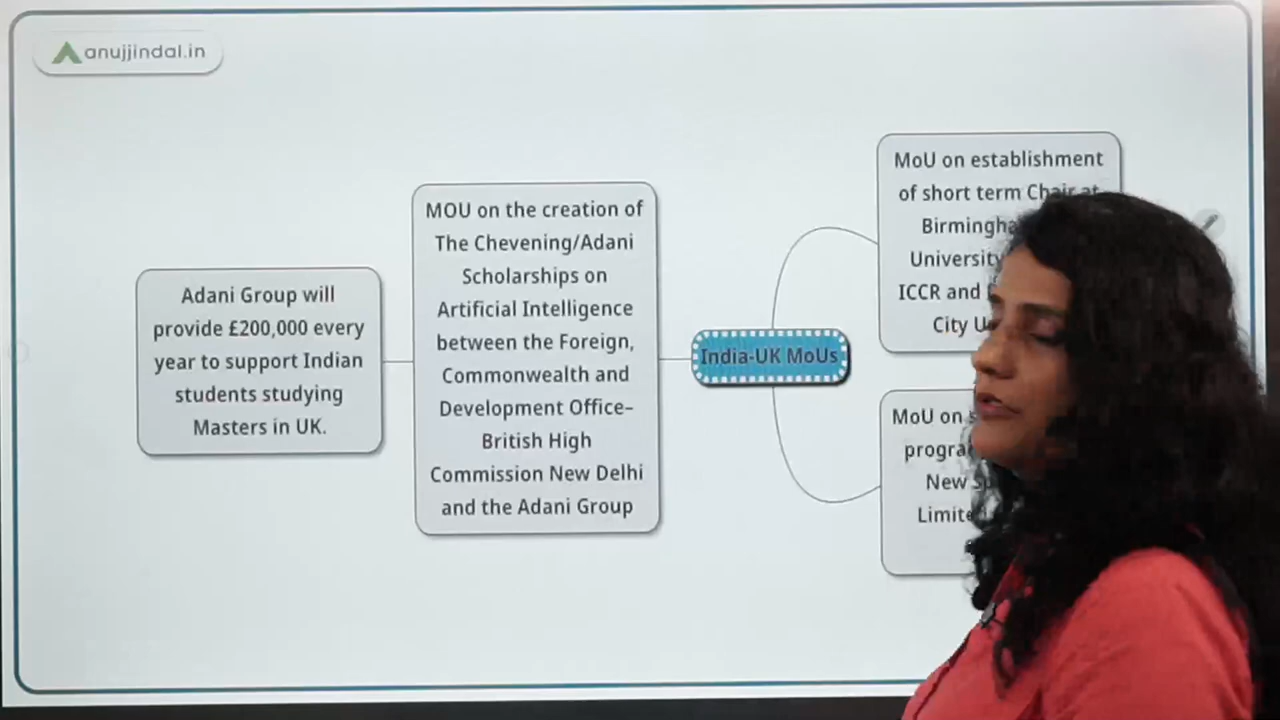 anujjindal.in
Adani Group will
provide £200,000 every
year to support Indian
students studying
Masters in UK.
MOU on the creation of
The Chevening/Adani
Scholarships on
Artificial Intelligence
between the Foreign,
Commonwealth and
Development Office–
British High
Commission New Delhi
and the Adani Group
India-UK MoUs
MoU on establishment
of short term Chair at
University
ICCR and
City
MoU on
New